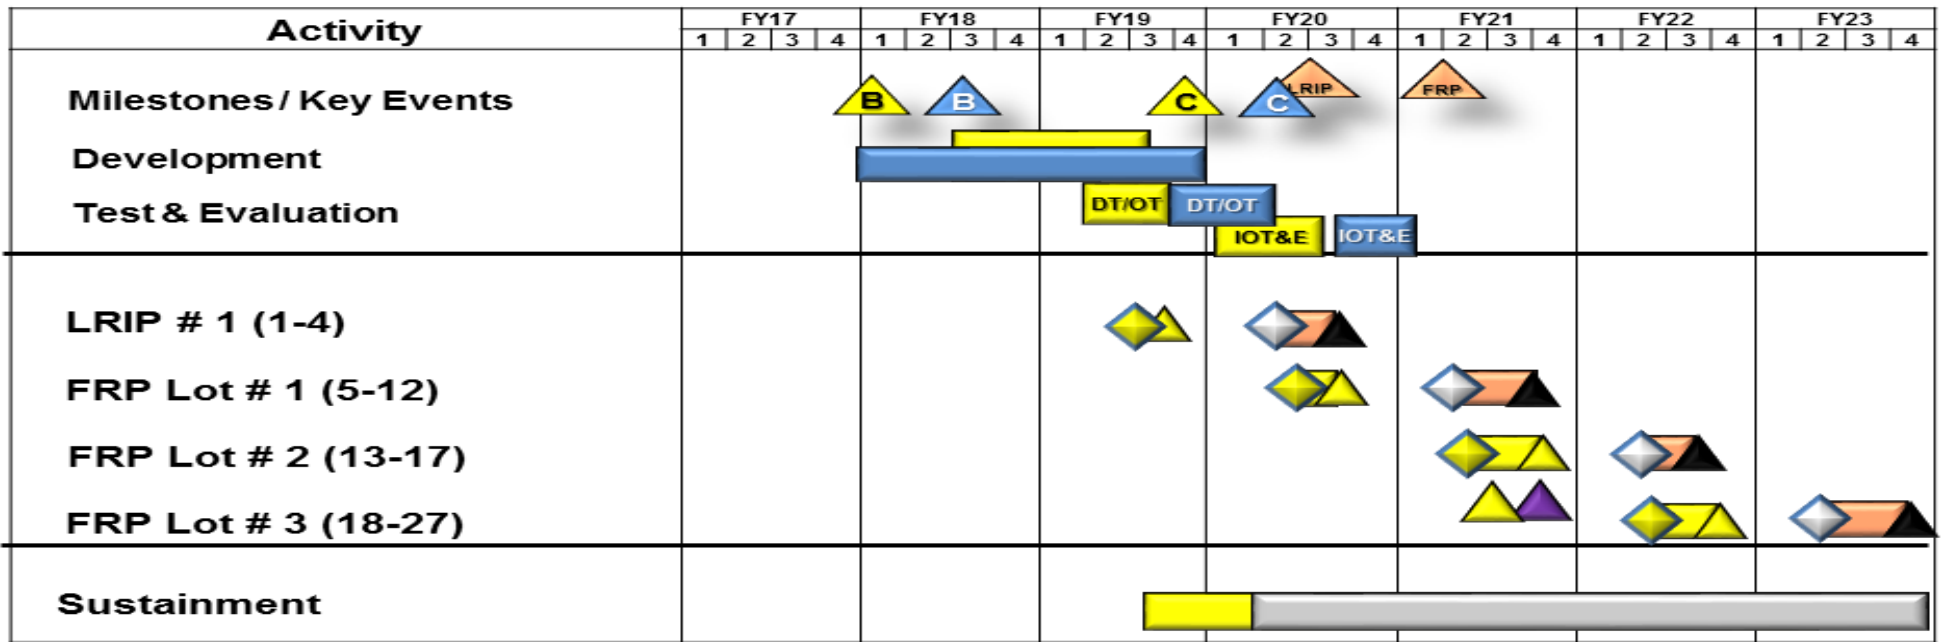 Activity FY17 FY18 FY19 FY20 FY21 FY22 FY23
1 2 3 4 1 2 3 4 1 2 3 4 1 2 3 4 1 2 3 4 1 2 3 4 1 2 3 4
Milestones / Key Events B B C C LRIP FRP
Development
Test & Evaluation DT/OT DT/OT
IOT&E IOT&E
LRIP # 1 (1-4)
FRP Lot # 1 (5-12)
FRP Lot # 2 (13-17)
FRP Lot # 3 (18-27)
Sustainment